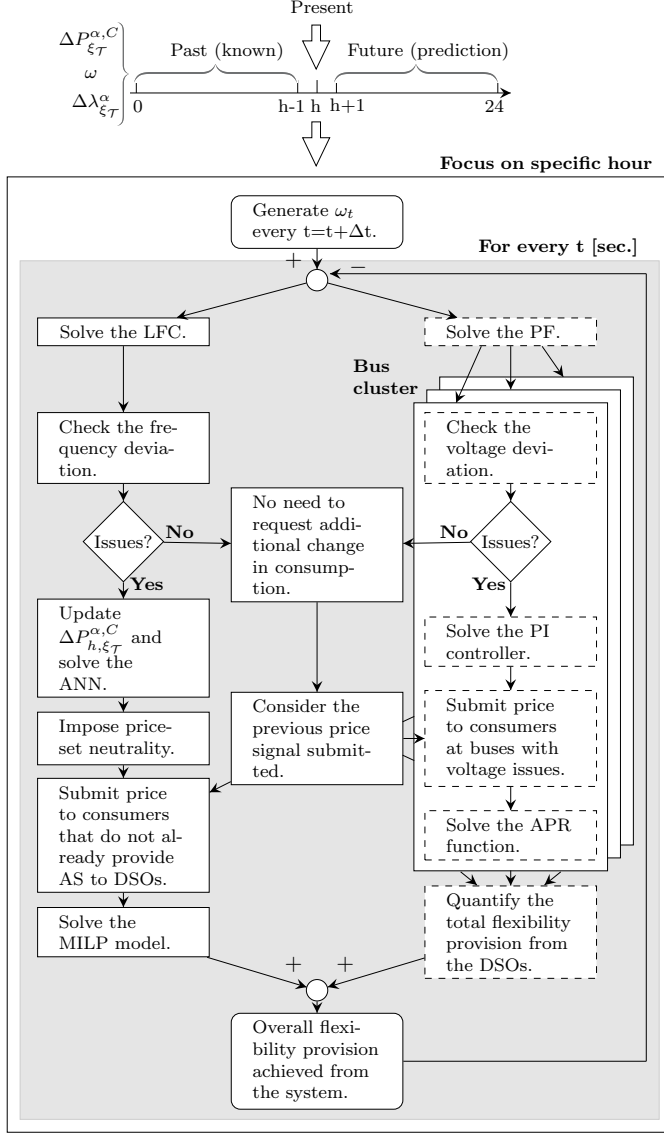 Present
ΔP^{α,C}_{ξ_𝒯}
ω
Δλ^{α}_{ξ_𝒯}
Past (known)
Future (prediction)
0
h-1 h h+1
24
Focus on specific hour
Generate ω_t
every t=t+Δt.
For every t [sec.]
+
−
Solve the LFC.
Solve the PF.
Bus
cluster
Check the fre-
quency devia-
tion.
Check the
voltage devi-
ation.
Issues?
No
Yes
No need to
request addi-
tional change
in consump-
tion.
Issues?
No
Yes
Update
ΔP^{α,C}_{h,ξ_𝒯} and
solve the
ANN.
Solve the PI
controller.
Impose price-
set neutrality.
Consider the
previous price
signal submit-
ted.
Submit price
to consumers
at buses with
voltage issues.
Submit price
to consumers
that do not al-
ready provide
AS to DSOs.
Solve the APR
function.
Solve the
MILP model.
Quantify the
total flexibility
provision from
the DSOs.
+
+
Overall flexi-
bility provision
achieved from
the system.